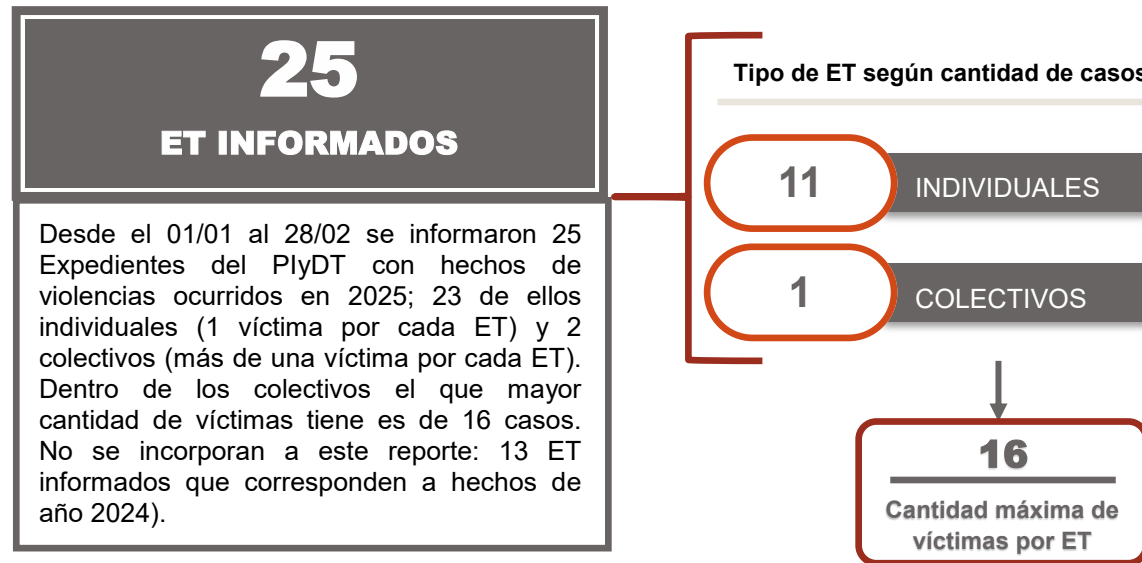 25
ET INFORMADOS
Desde el 01/01 al 28/02 se informaron 25
Expedientes del PIyDT con hechos de
violencias ocurridos en 2025; 23 de ellos
individuales (1 víctima por cada ET) y 2
colectivos (más de una víctima por cada ET).
Dentro de los colectivos el que mayor
cantidad de víctimas tiene es de 16 casos.
No se incorporan a este reporte: 13 ET
informados que corresponden a hechos de
año 2024).
Tipo de ET según cantidad de casos
11 INDIVIDUALES
1 COLECTIVOS
16
Cantidad máxima de
víctimas por ET